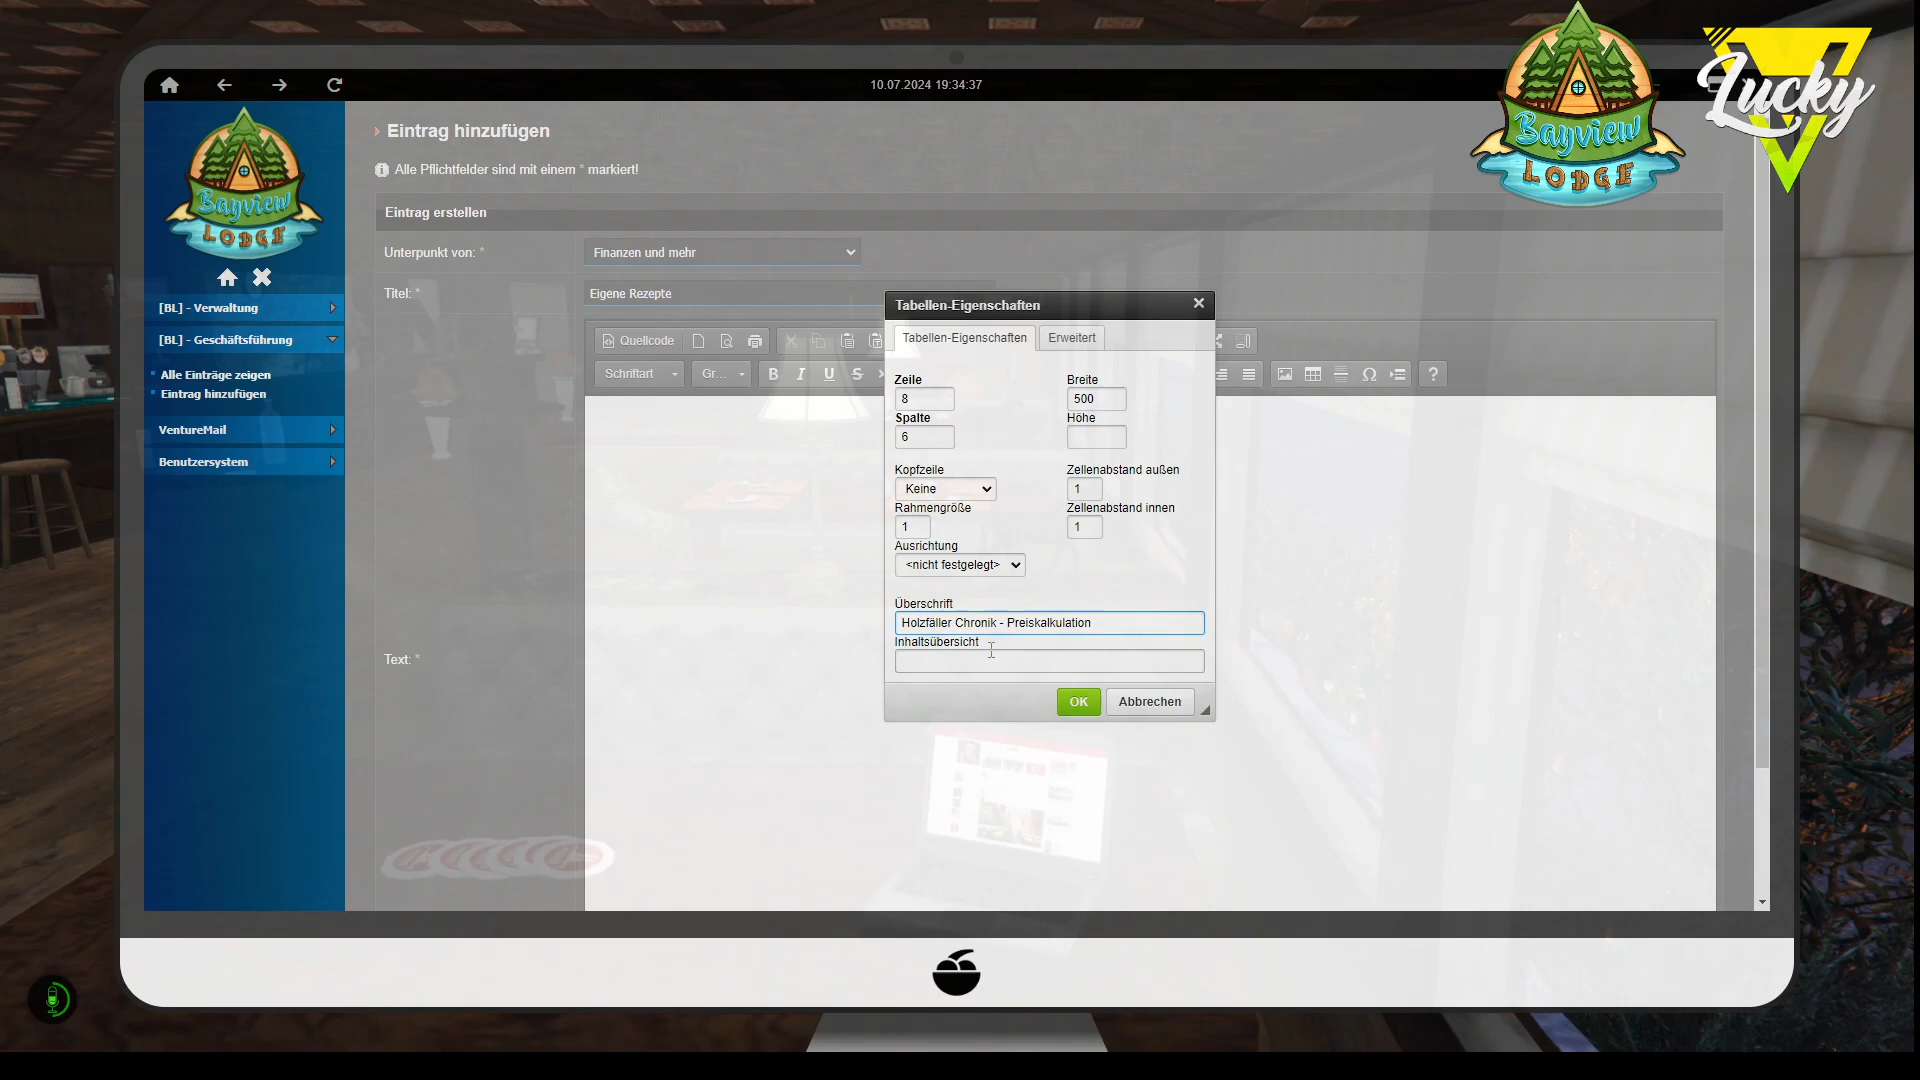 10.07.2024 19:34:37
Bayview
LODGE
Lucky
Bayview
LODGE
[BL] - Verwaltung
[BL] - Geschäftsführung
Alle Einträge zeigen
Eintrag hinzufügen
VentureMail
Benutzersystem
Eintrag hinzufügen
Alle Pflichtfelder sind mit einem * markiert!
Eintrag erstellen
Unterpunkt von: *
Finanzen und mehr
Titel: *
Eigene Rezepte
Text: *
Quellcode
Schriftart
Gr...
B I U S
Ω
?
Tabellen-Eigenschaften
Tabellen-Eigenschaften Erweitert
Zeile Breite
8 500
Spalte Höhe
6
Kopfzeile Zellenabstand außen
Keine 1
Rahmengröße Zellenabstand innen
1 1
Ausrichtung
<nicht festgelegt>
Überschrift
Holzfäller Chronik - Preiskalkulation
Inhaltsübersicht
OK Abbrechen